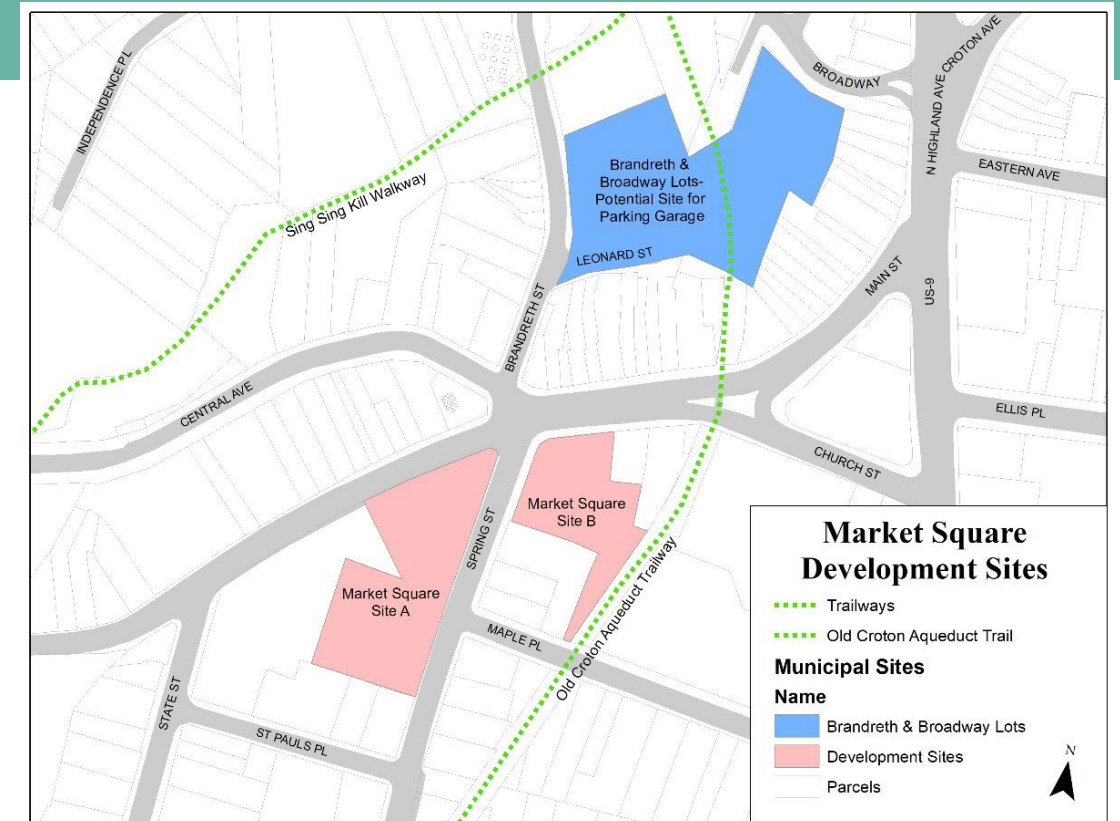 INDEPENDENCE PL
BROADWAY
CROTON AVE
N HIGHLAND AVE
EASTERN AVE
Sing Sing Kill Walkway
Brandreth &
Broadway Lots-
Potential Site for
Parking Garage
LEONARD ST
MAIN ST
US-9
BRANDRETH ST
CENTRAL AVE
ELLIS PL
CHURCH ST
Market Square
Site B
SPRING ST
Market Square
Site A
MAPLE PL
Old Croton Aqueduct Trailway
STATE ST
ST PAULS PL
Market Square
Development Sites
Trailways
Old Croton Aqueduct Trail
Municipal Sites
Name
Brandreth & Broadway Lots
Development Sites
Parcels
N